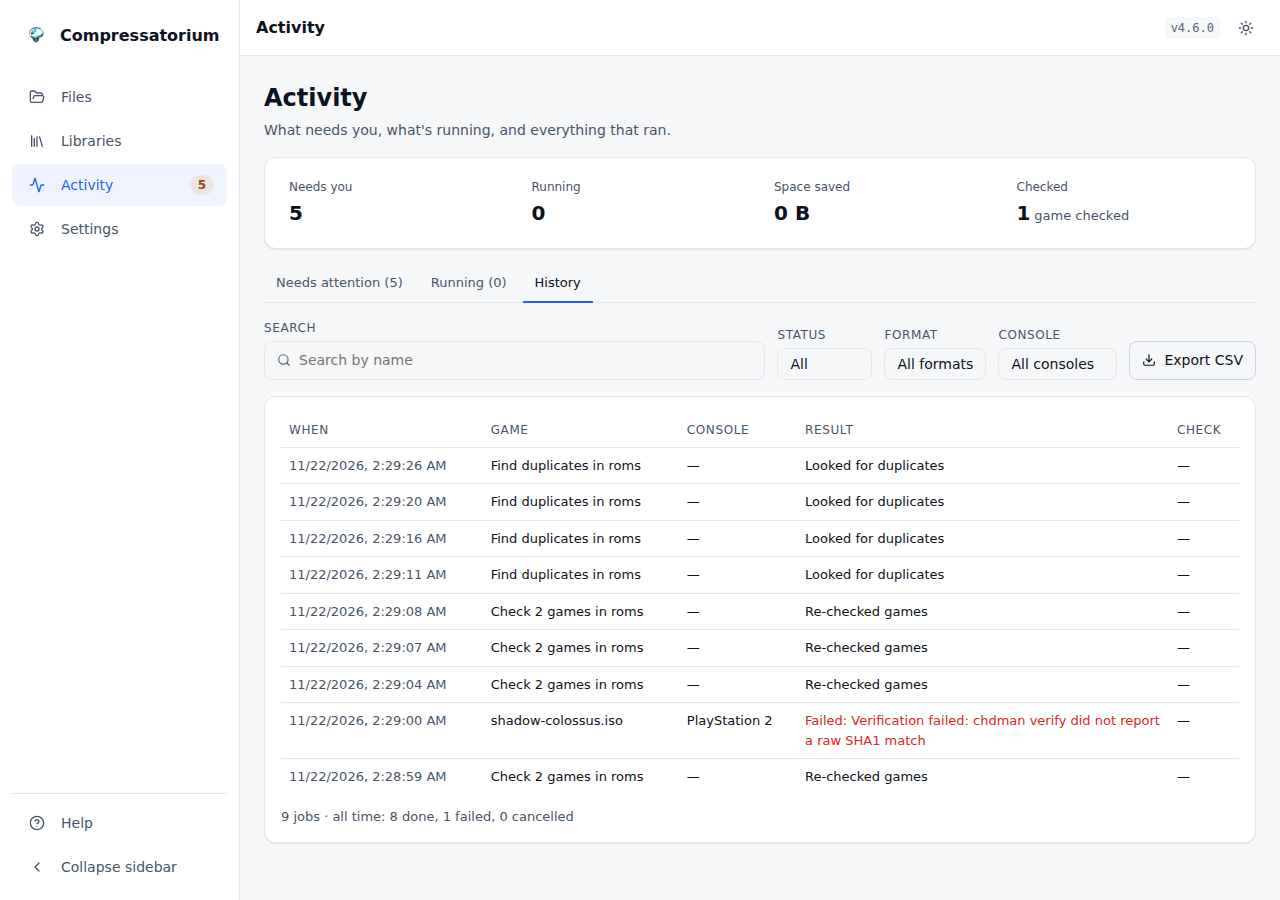 Compressatorium
Files
Libraries
Activity 5
Settings
Help
Collapse sidebar
Activity
v4.6.0
Activity
What needs you, what's running, and everything that ran.
Needs you Running Space saved Checked
5 0 0 B 1 game checked
Needs attention (5) Running (0) History
SEARCH STATUS FORMAT CONSOLE
Search by name All All formats All consoles Export CSV
WHEN GAME CONSOLE RESULT CHECK
11/22/2026, 2:29:26 AM Find duplicates in roms — Looked for duplicates —
11/22/2026, 2:29:20 AM Find duplicates in roms — Looked for duplicates —
11/22/2026, 2:29:16 AM Find duplicates in roms — Looked for duplicates —
11/22/2026, 2:29:11 AM Find duplicates in roms — Looked for duplicates —
11/22/2026, 2:29:08 AM Check 2 games in roms — Re-checked games —
11/22/2026, 2:29:07 AM Check 2 games in roms — Re-checked games —
11/22/2026, 2:29:04 AM Check 2 games in roms — Re-checked games —
11/22/2026, 2:29:00 AM shadow-colossus.iso PlayStation 2 Failed: Verification failed: chdman verify did not report —
a raw SHA1 match
11/22/2026, 2:28:59 AM Check 2 games in roms — Re-checked games —
9 jobs · all time: 8 done, 1 failed, 0 cancelled